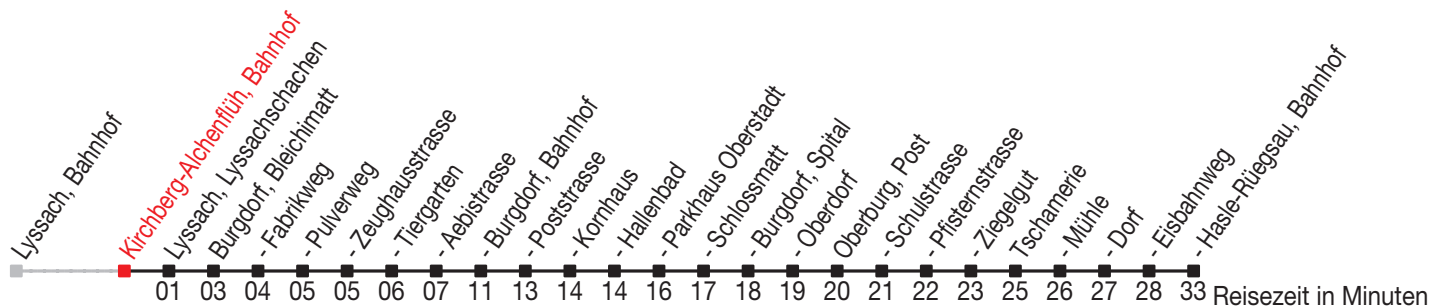 Lyssach, Bahnhof
Kirchberg-Alchenflüh, Bahnhof
Lyssach, Lyssachschachen
Burgdorf, Bleichimatt
- Fabrikweg
- Pulverweg
- Zeughausstrasse
- Tiergarten
- Aebistrasse
- Burgdorf, Bahnhof
- Poststrasse
- Kornhaus
- Hallenbad
- Parkhaus Oberstadt
- Schlossmatt
- Burgdorf, Spital
- Oberdorf
Oberburg, Post
- Schulstrasse
- Pfisternstrasse
- Ziegelgut
Tschamerie
- Mühle
- Dorf
- Eisbahnweg
- Hasle-Rüegsau, Bahnhof
01 03 04 05 05 06 07 11 13 14 14 16 17 18 19 20 21 22 23 25 26 27 28 33 Reisezeit in Minuten